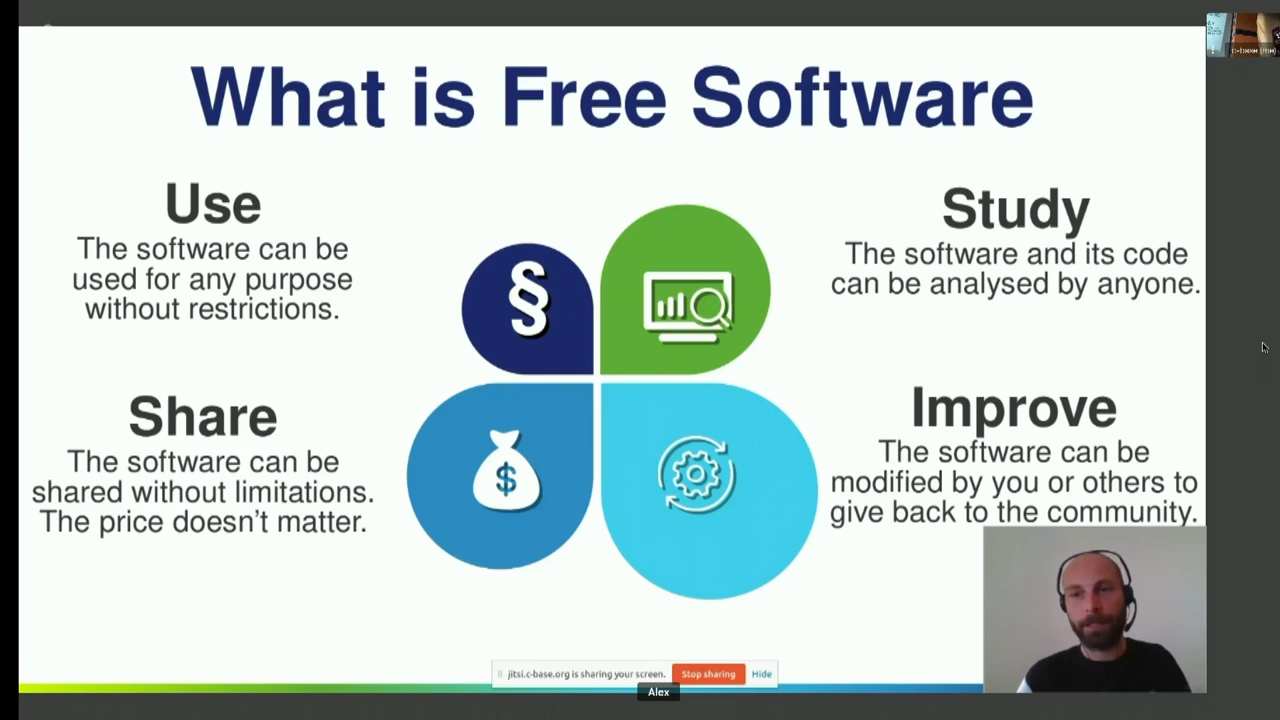 What is Free Software
Use
The software can be
used for any purpose
without restrictions.
Study
The software and its code
can be analysed by anyone.
§
Share
The software can be
shared without limitations.
The price doesn't matter.
$
Improve
The software can be
modified by you or others to
give back to the community.
jitsi.c-base.org is sharing your screen.
Stop sharing
Hide
Alex
c-base (me)